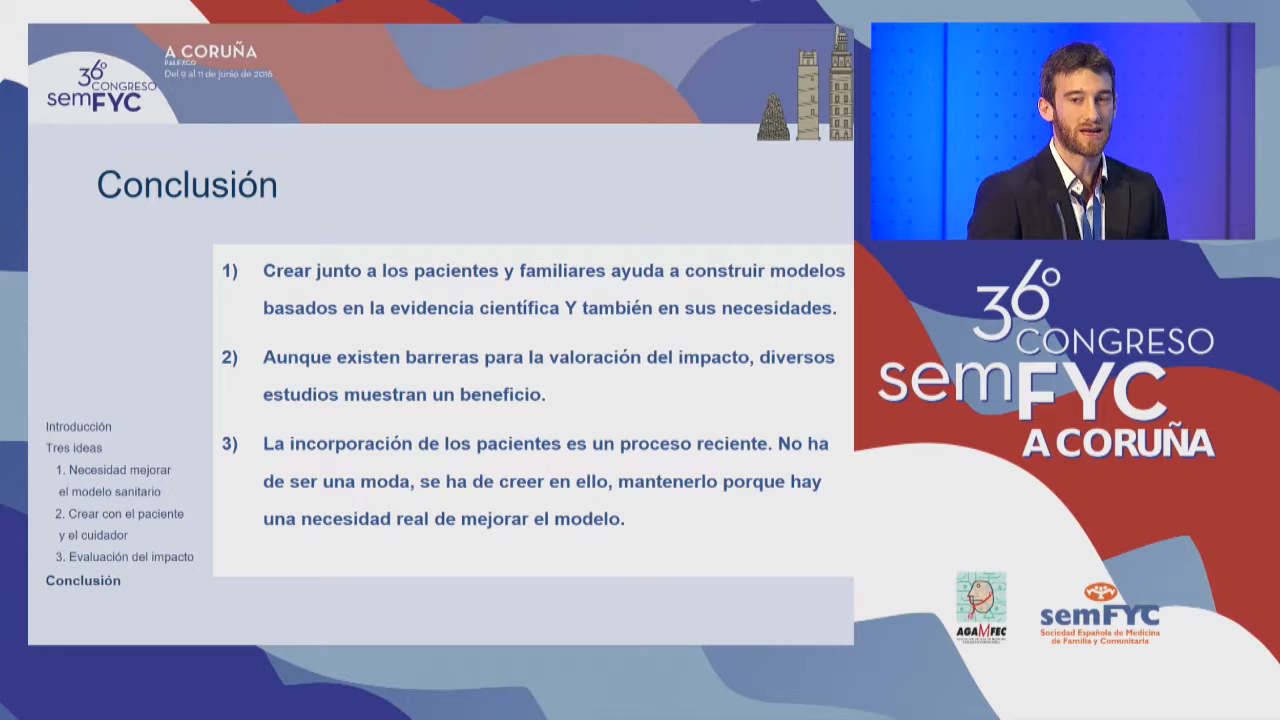 A CORUÑA
PALEXCO
Del 9 al 11 de junio de 2016
36º
CONGRESO
semFYC
Conclusión
1) Crear junto a los pacientes y familiares ayuda a construir modelos
basados en la evidencia científica Y también en sus necesidades.
2) Aunque existen barreras para la valoración del impacto, diversos
estudios muestran un beneficio.
3) La incorporación de los pacientes es un proceso reciente. No ha
de ser una moda, se ha de creer en ello, mantenerlo porque hay
una necesidad real de mejorar el modelo.
Introducción
Tres ideas
1. Necesidad mejorar
el modelo sanitario
2. Crear con el paciente
y el cuidador
3. Evaluación del impacto
Conclusión
36º
CONGRESO
semFYC
A CORUÑA
AGAMFEC
semFYC
Sociedad Española de Medicina
de Familia y Comunitaria